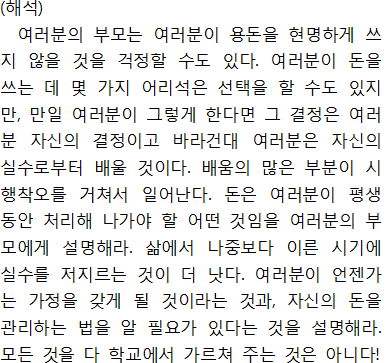 (해석)
여러분의 부모는 여러분이 용돈을 현명하게 쓰
지 않을 것을 걱정할 수도 있다. 여러분이 돈을
쓰는 데 몇 가지 어리석은 선택을 할 수도 있지
만, 만일 여러분이 그렇게 한다면 그 결정은 여러
분 자신의 결정이고 바라건대 여러분은 자신의
실수로부터 배울 것이다. 배움의 많은 부분이 시
행착오를 거쳐서 일어난다. 돈은 여러분이 평생
동안 처리해 나가야 할 어떤 것임을 여러분의 부
모에게 설명해라. 삶에서 나중보다 이른 시기에
실수를 저지르는 것이 더 낫다. 여러분이 언젠가
는 가정을 갖게 될 것이라는 것과, 자신의 돈을
관리하는 법을 알 필요가 있다는 것을 설명해라.
모든 것을 다 학교에서 가르쳐 주는 것은 아니다!